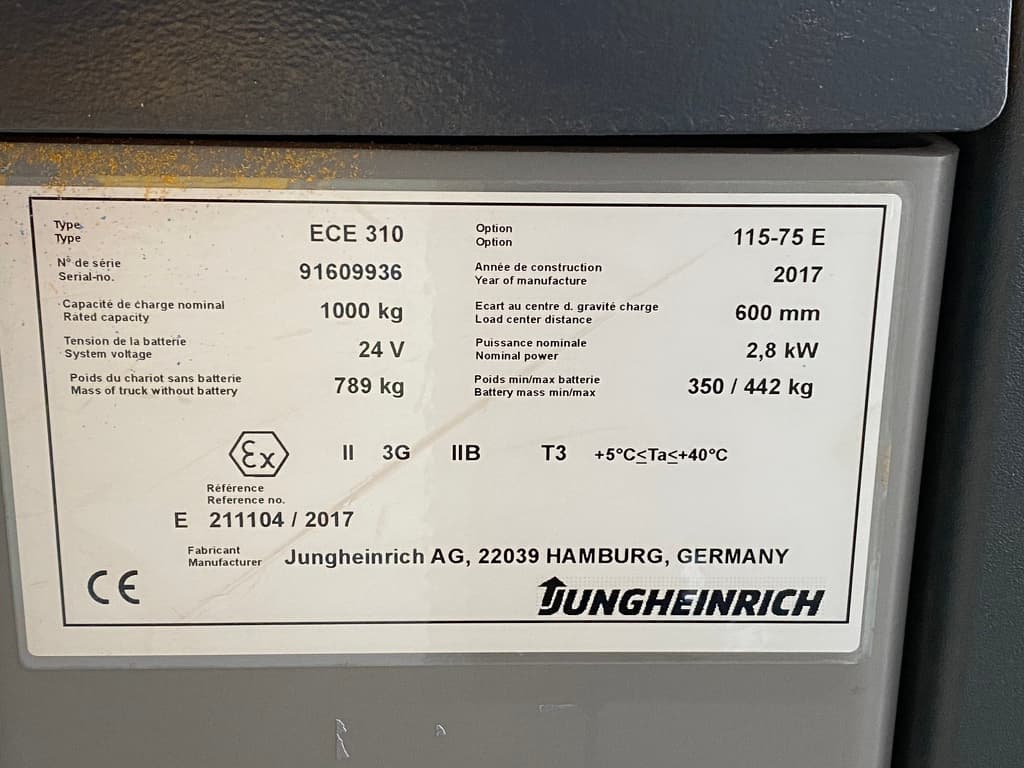 Type
Type
ECE 310
Option
Option
115-75 E
N° de série
Serial-no.
91609936
Année de construction
Year of manufacture
2017
Capacité de charge nominal
Rated capacity
1000 kg
Ecart au centre d. gravité charge
Load center distance
600 mm
Tension de la batterie
System voltage
24 V
Puissance nominale
Nominal power
2,8 kW
Poids du chariot sans batterie
Mass of truck without battery
789 kg
Poids min/max batterie
Battery mass min/max
350 / 442 kg
Ex II 3G IIB T3 +5°C≤Ta≤+40°C
Référence
Reference no.
E 211104 / 2017
Fabricant
Manufacturer
Jungheinrich AG, 22039 HAMBURG, GERMANY
CE
JUNGHEINRICH